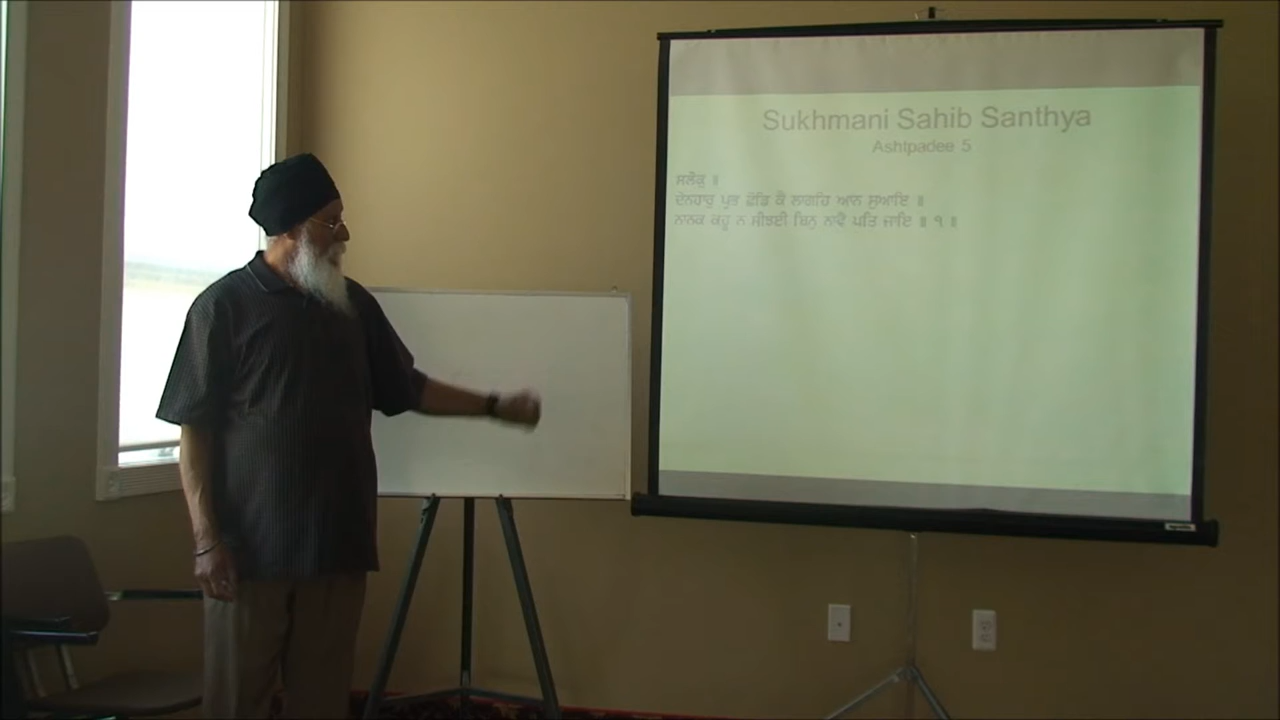 Sukhmani Sahib Santhya
Ashtpadee 5
ਸਲੋਕੁ ॥
ਦੇਨਹਾਰੁ ਪ੍ਰਭ ਛੋਡਿ ਕੈ ਲਾਗਹਿ ਆਨ ਸੁਆਇ ॥
ਨਾਨਕ ਕਹੂ ਨ ਸੀਝਈ ਬਿਨੁ ਨਾਵੈ ਪਤਿ ਜਾਇ ॥ ੧ ॥